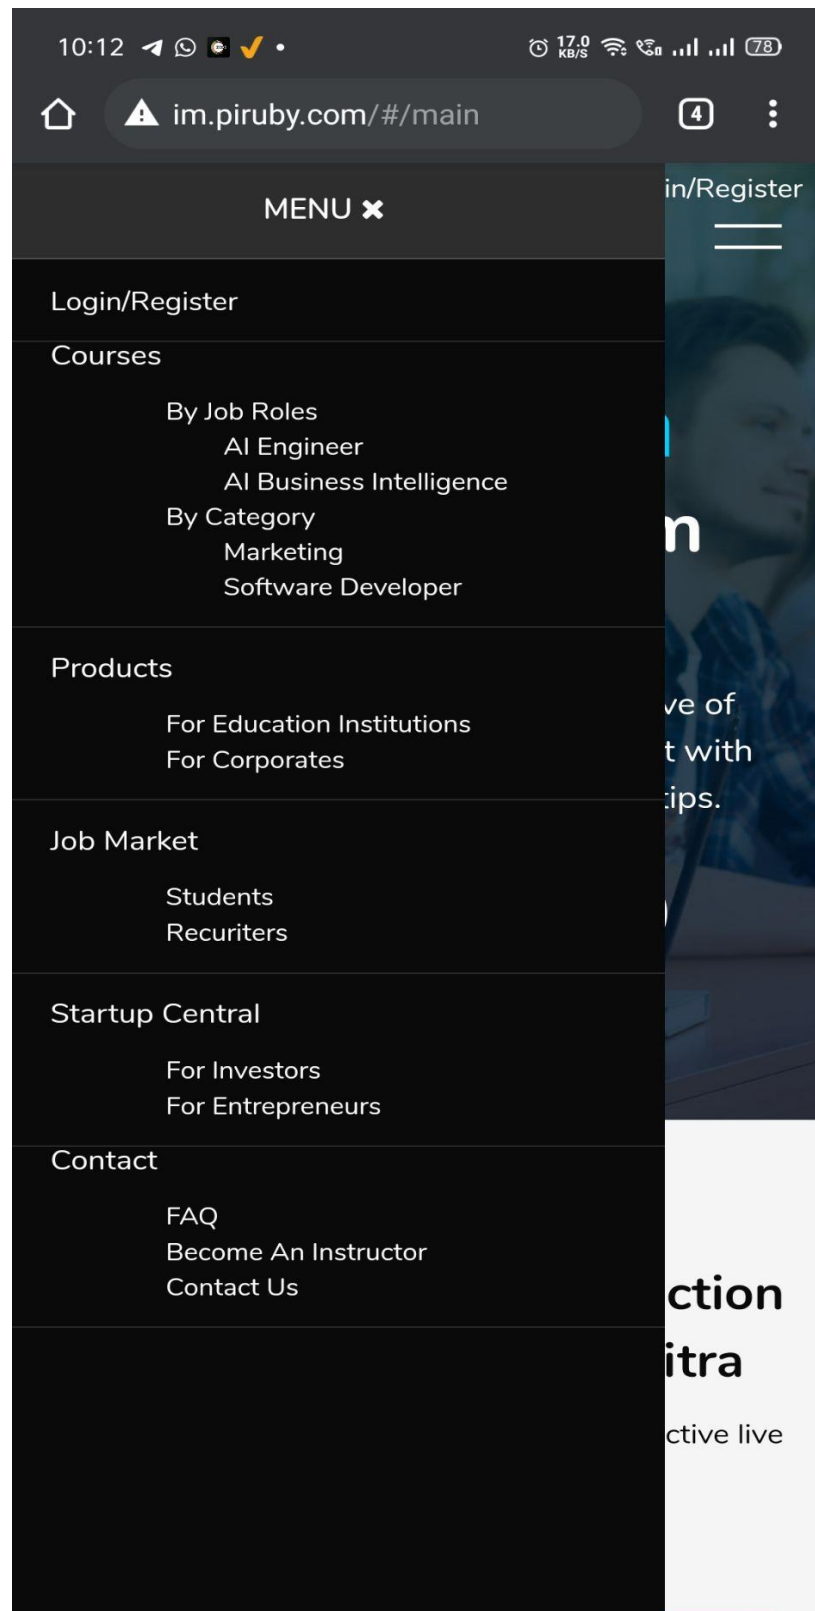 10:12
17.0
KB/S
78
im.piruby.com/#/main
4
MENU ✖
in/Register
Login/Register
Courses
By Job Roles
AI Engineer
AI Business Intelligence
By Category
Marketing
Software Developer
m
Products
For Education Institutions
For Corporates
ve of
t with
tips.
Job Market
Students
Recuriters
Startup Central
For Investors
For Entrepreneurs
Contact
FAQ
Become An Instructor
Contact Us
ction
itra
ctive live